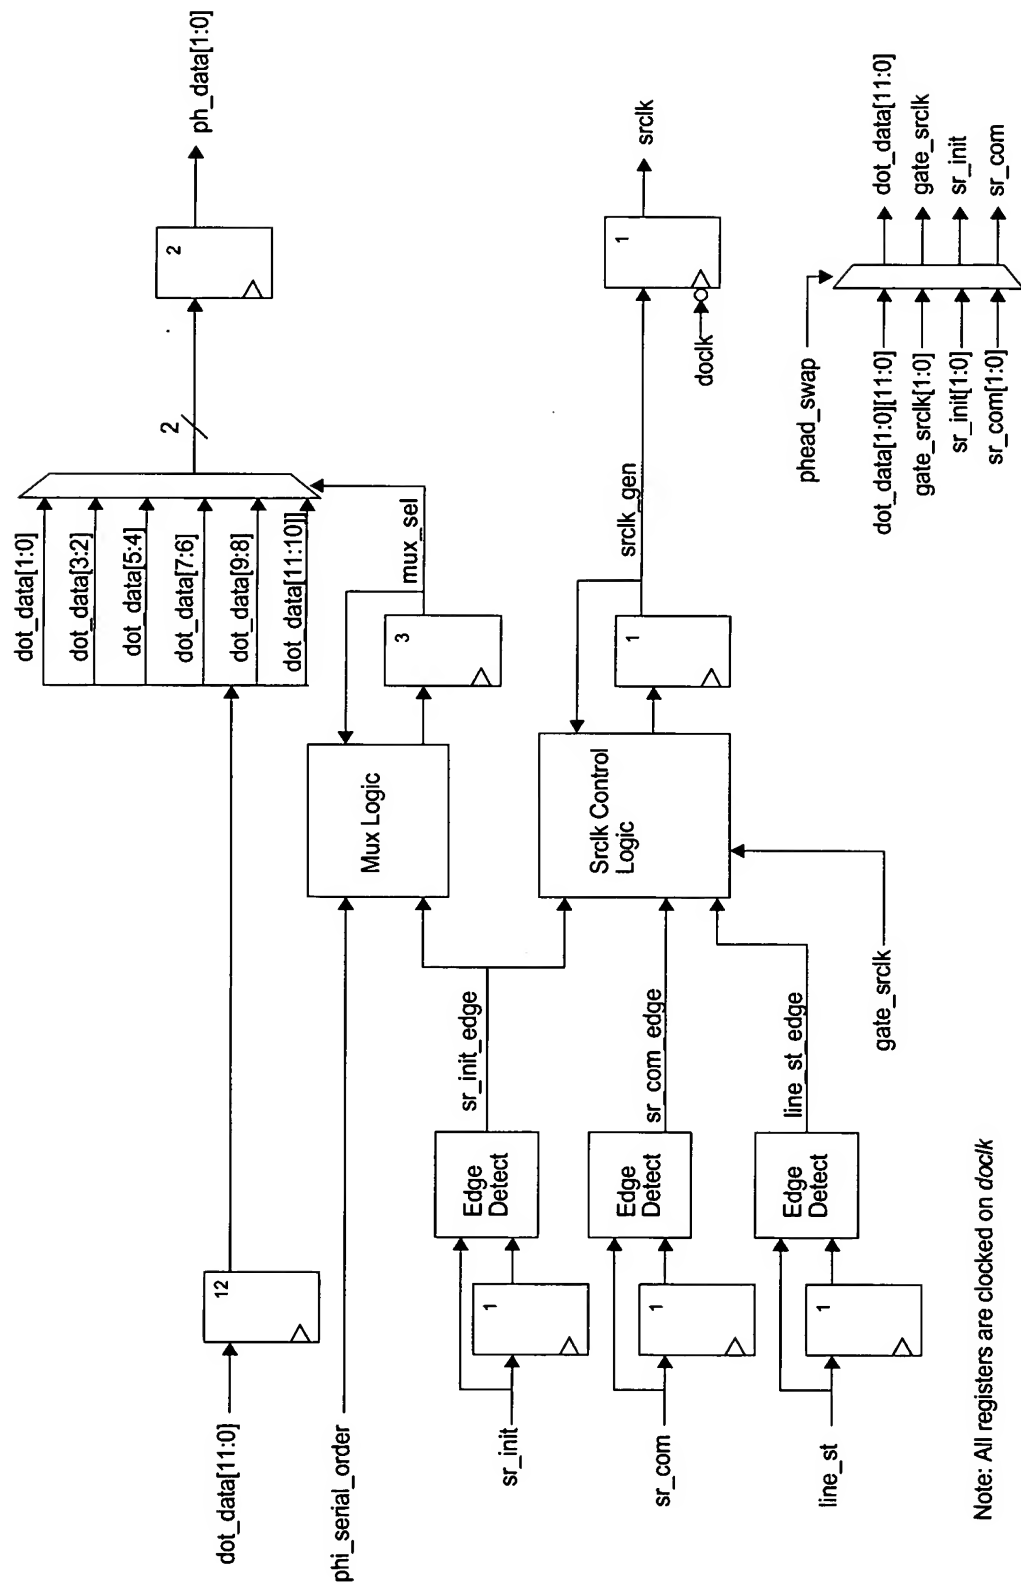 dot_data[11:0]
12
dot_data[1:0]
dot_data[3:2]
dot_data[5:4]
dot_data[7:6]
dot_data[9:8]
dot_data[11:10]]
2
2
ph_data[1:0]
phi_serial_order
Mux Logic
3
mux_sel
sr_init
1
Edge
Detect
sr_init_edge
sr_com
1
Edge
Detect
sr_com_edge
line_st
1
Edge
Detect
line_st_edge
gate_srclk
Srclk Control
Logic
1
srclk_gen
doclk
1
srclk
phead_swap
dot_data[1:0][11:0]
gate_srclk[1:0]
sr_init[1:0]
sr_com[1:0]
dot_data[11:0]
gate_srclk
sr_init
sr_com
Note: All registers are clocked on doclk